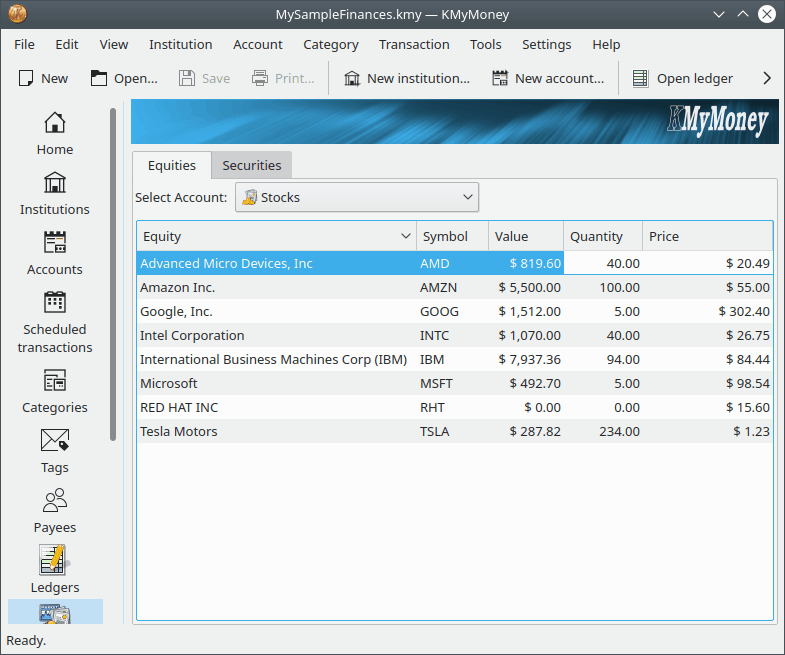 MySampleFinances.kmy — KMyMoney
File Edit View Institution Account Category Transaction Tools Settings Help
New Open... Save Print... New institution... New account... Open ledger
Home
Institutions
Accounts
Scheduled
transactions
Categories
Tags
Payees
Ledgers
KMyMoney
Equities Securities
Select Account: Stocks
Equity Symbol Value Quantity Price
Advanced Micro Devices, Inc AMD $ 819.60 40.00 $ 20.49
Amazon Inc. AMZN $ 5,500.00 100.00 $ 55.00
Google, Inc. GOOG $ 1,512.00 5.00 $ 302.40
Intel Corporation INTC $ 1,070.00 40.00 $ 26.75
International Business Machines Corp (IBM) IBM $ 7,937.36 94.00 $ 84.44
Microsoft MSFT $ 492.70 5.00 $ 98.54
RED HAT INC RHT $ 0.00 0.00 $ 15.60
Tesla Motors TSLA $ 287.82 234.00 $ 1.23
Ready.